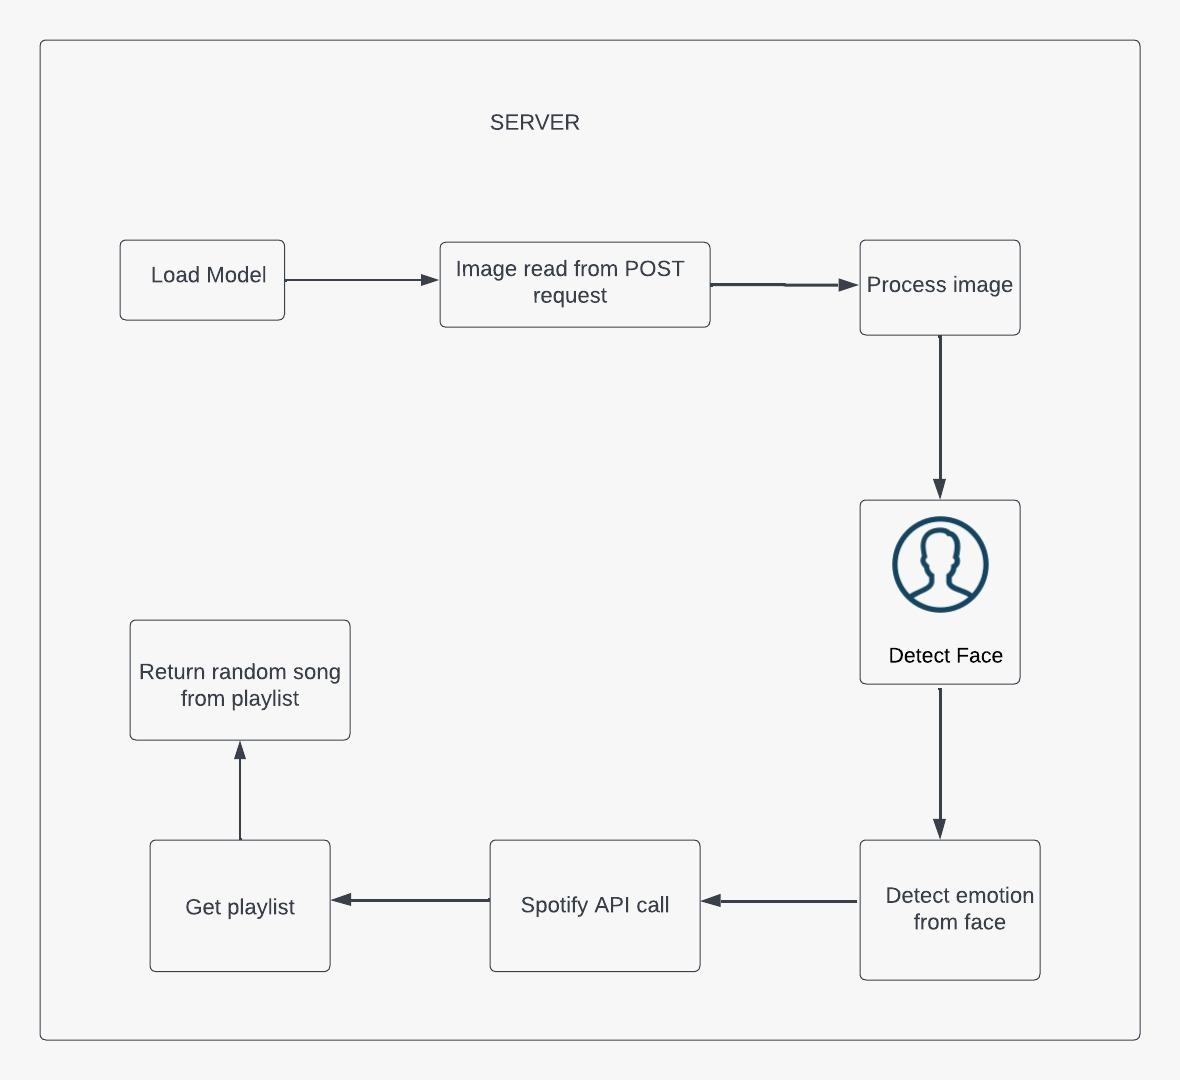 SERVER
Load Model
Image read from POST
request
Process image
Detect Face
Detect emotion
from face
Spotify API call
Get playlist
Return random song
from playlist